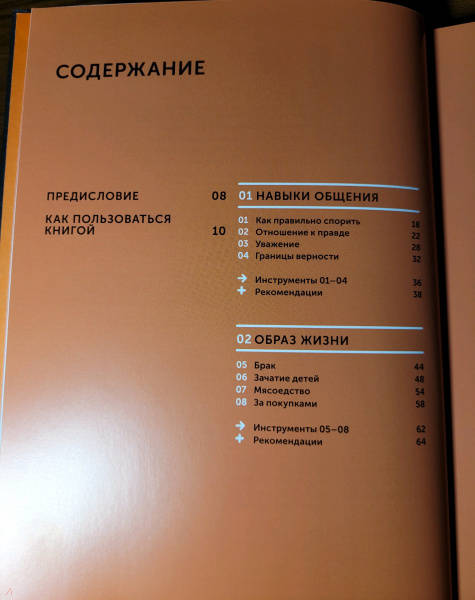 СОДЕРЖАНИЕ
ПРЕДИСЛОВИЕ 08
КАК ПОЛЬЗОВАТЬСЯ
КНИГОЙ 10
01 НАВЫКИ ОБЩЕНИЯ
01 Как правильно спорить 18
02 Отношение к правде 22
03 Уважение 28
04 Границы верности 32
→ Инструменты 01–04 36
+ Рекомендации 38
02 ОБРАЗ ЖИЗНИ
05 Брак 44
06 Зачатие детей 48
07 Мясоедство 54
08 За покупками 58
→ Инструменты 05–08 62
+ Рекомендации 64